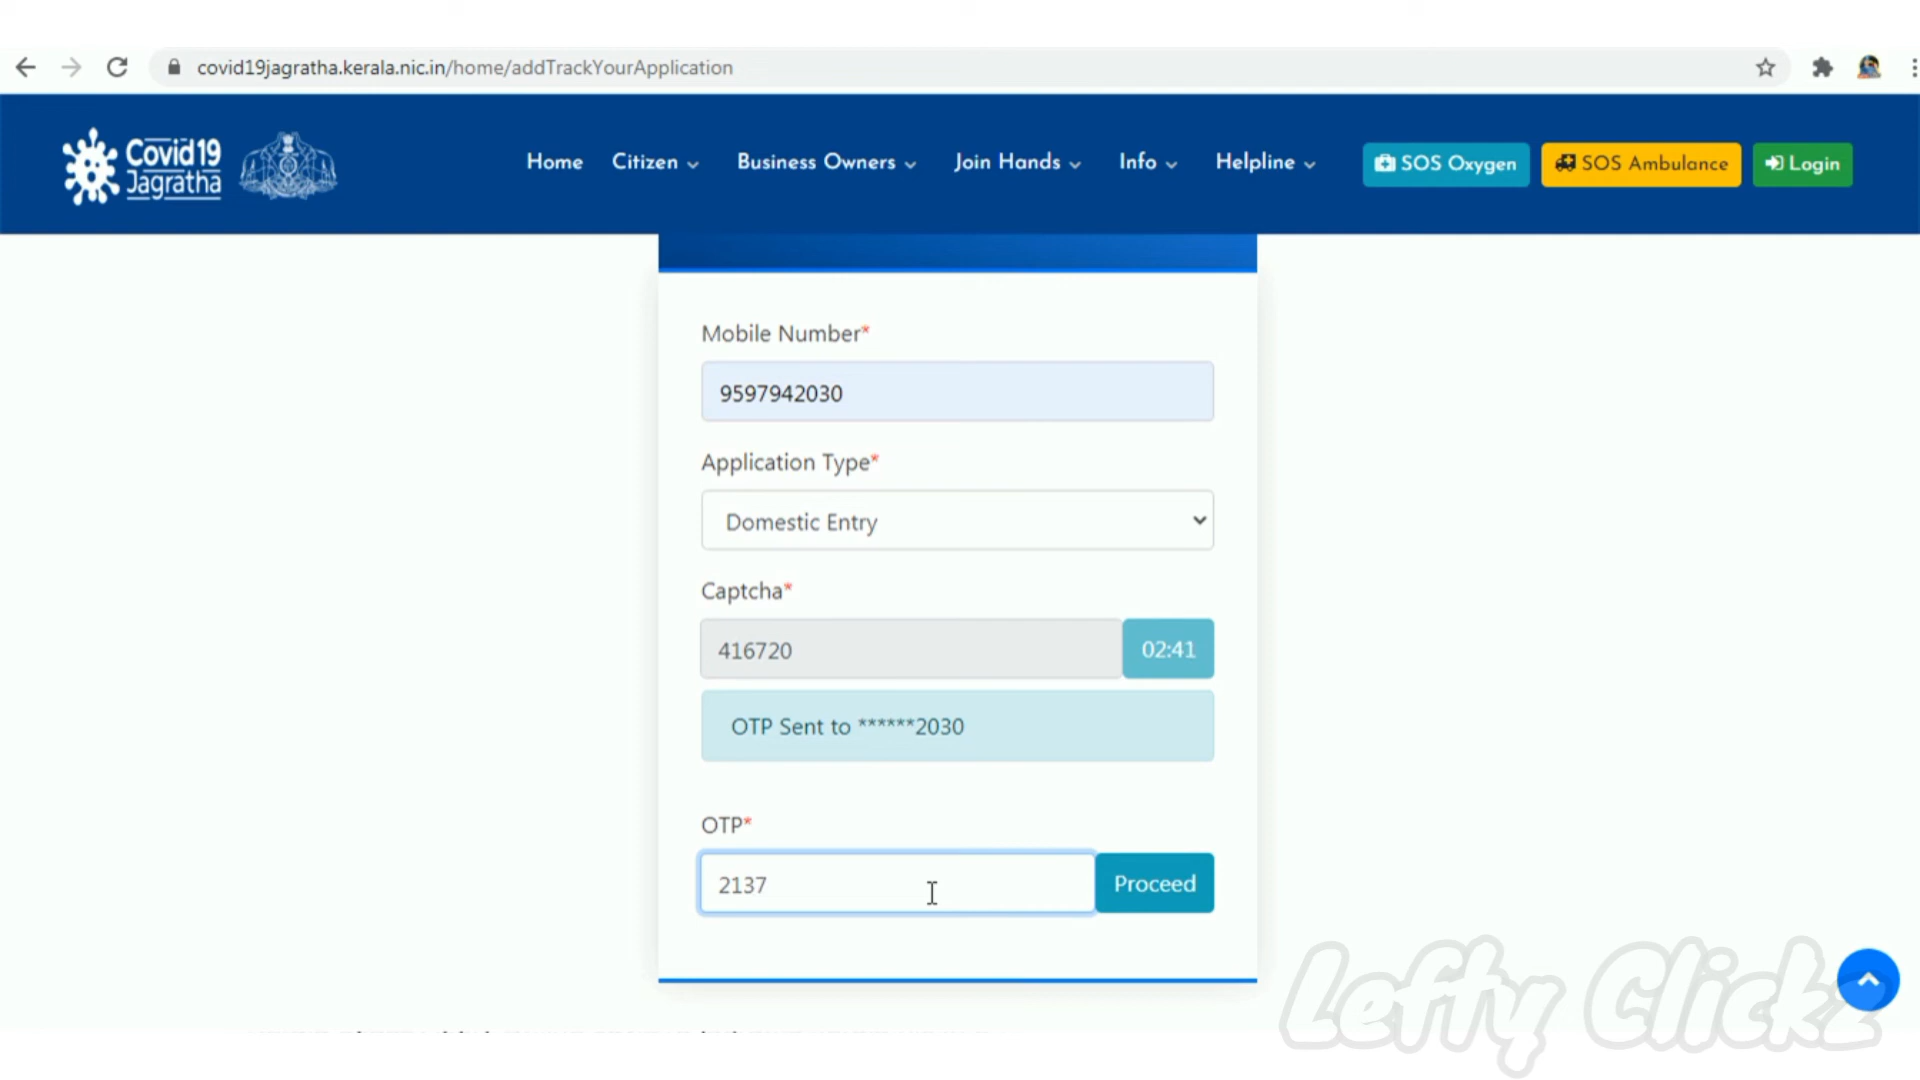 covid19jagratha.kerala.nic.in/home/addTrackYourApplication
Covid19
Jagratha
Home
Citizen
Business Owners
Join Hands
Info
Helpline
SOS Oxygen
SOS Ambulance
Login
Mobile Number*
9597942030
Application Type*
Domestic Entry
Captcha*
416720
02:41
OTP Sent to ******2030
OTP*
2137
Proceed
Lefty Clickz